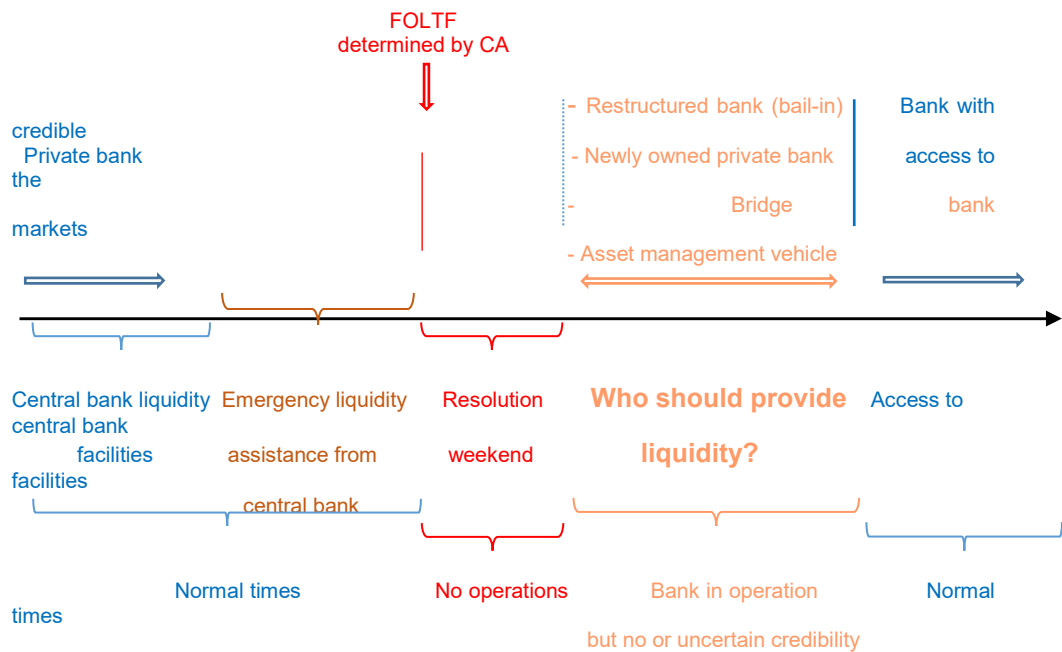 FOLTF
determined by CA
- Restructured bank (bail-in) Bank with
credible
Private bank - Newly owned private bank access to
the
- Bridge bank
markets
- Asset management vehicle
Central bank liquidity Emergency liquidity Resolution Who should provide Access to
central bank
facilities assistance from weekend liquidity?
facilities
central bank
Normal times No operations Bank in operation Normal
times
but no or uncertain credibility